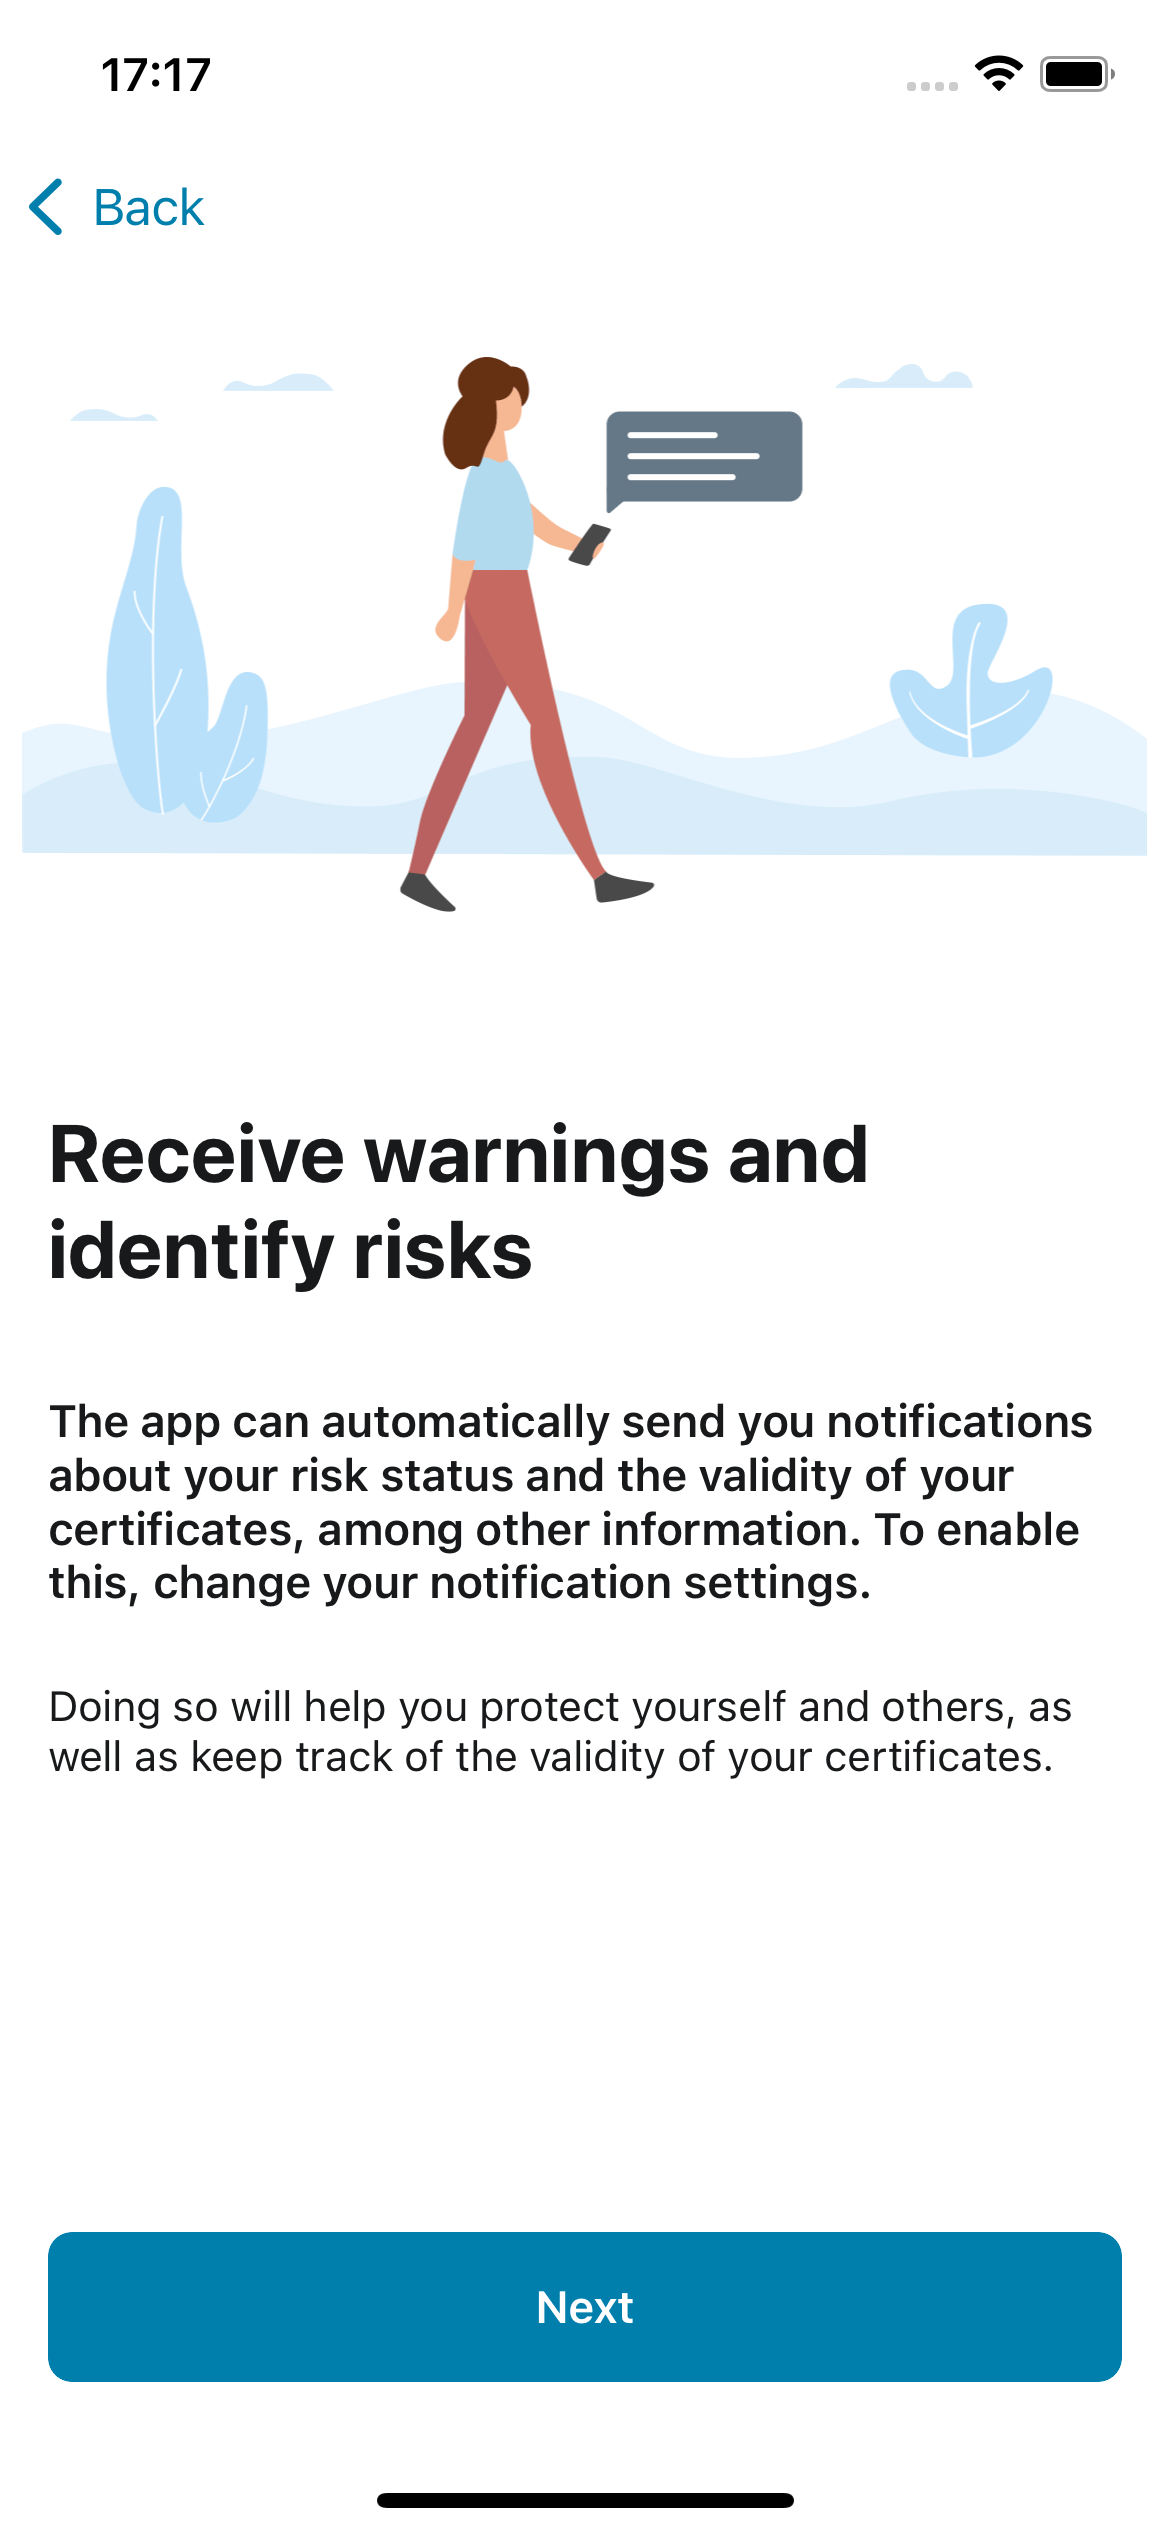 17:17
Back
Receive warnings and
identify risks
The app can automatically send you notifications
about your risk status and the validity of your
certificates, among other information. To enable
this, change your notification settings.
Doing so will help you protect yourself and others, as
well as keep track of the validity of your certificates.
Next